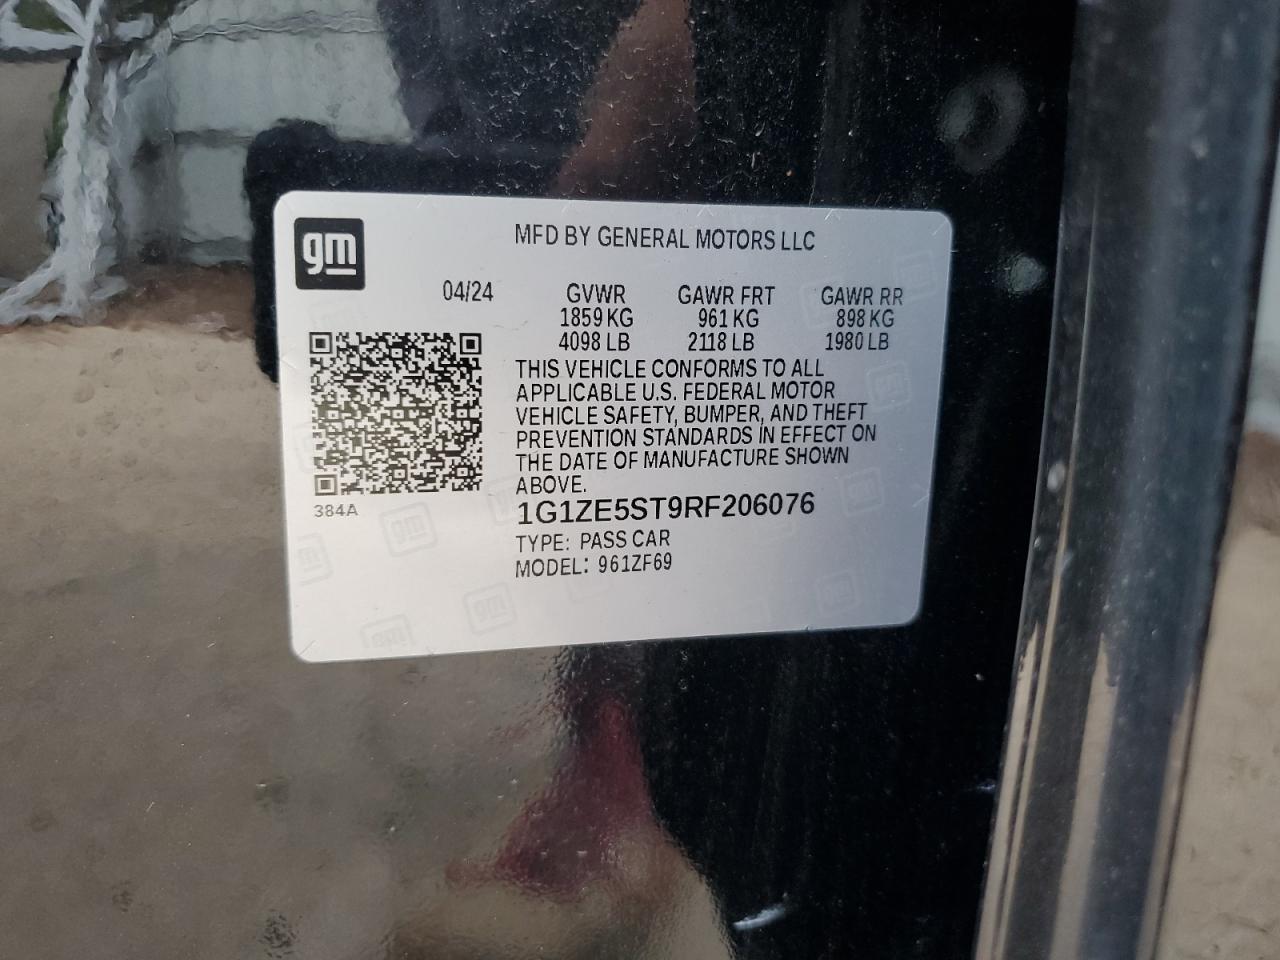 gm
MFD BY GENERAL MOTORS LLC
04/24 GVWR GAWR FRT GAWR RR
1859 KG 961 KG 898 KG
4098 LB 2118 LB 1980 LB
THIS VEHICLE CONFORMS TO ALL
APPLICABLE U.S. FEDERAL MOTOR
VEHICLE SAFETY, BUMPER, AND THEFT
PREVENTION STANDARDS IN EFFECT ON
THE DATE OF MANUFACTURE SHOWN
ABOVE.
384A
1G1ZE5ST9RF206076
TYPE: PASS CAR
MODEL: 961ZF69